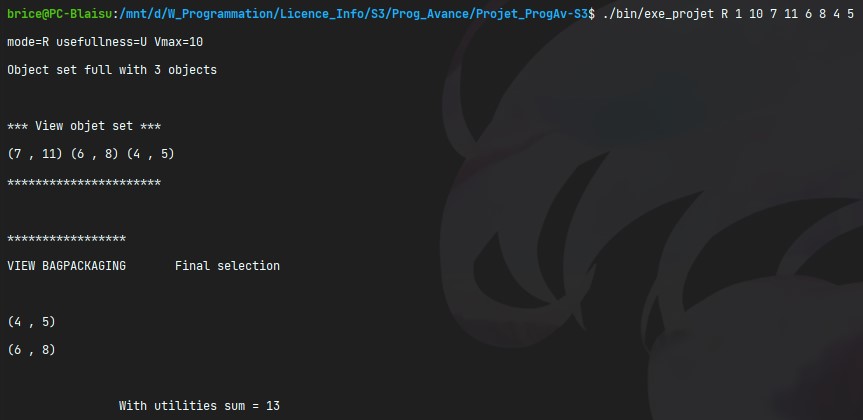 brice@PC-Blaisu:/mnt/d/W_Programmation/Licence_Info/S3/Prog_Avance/Projet_ProgAv-S3$ ./bin/exe_projet R 1 10 7 11 6 8 4 5
mode=R usefullness=U Vmax=10
Object set full with 3 objects
*** View objet set ***
(7 , 11) (6 , 8) (4 , 5)
**********************
*****************
VIEW BAGPACKAGING       Final selection
(4 , 5)
(6 , 8)
With utilities sum = 13